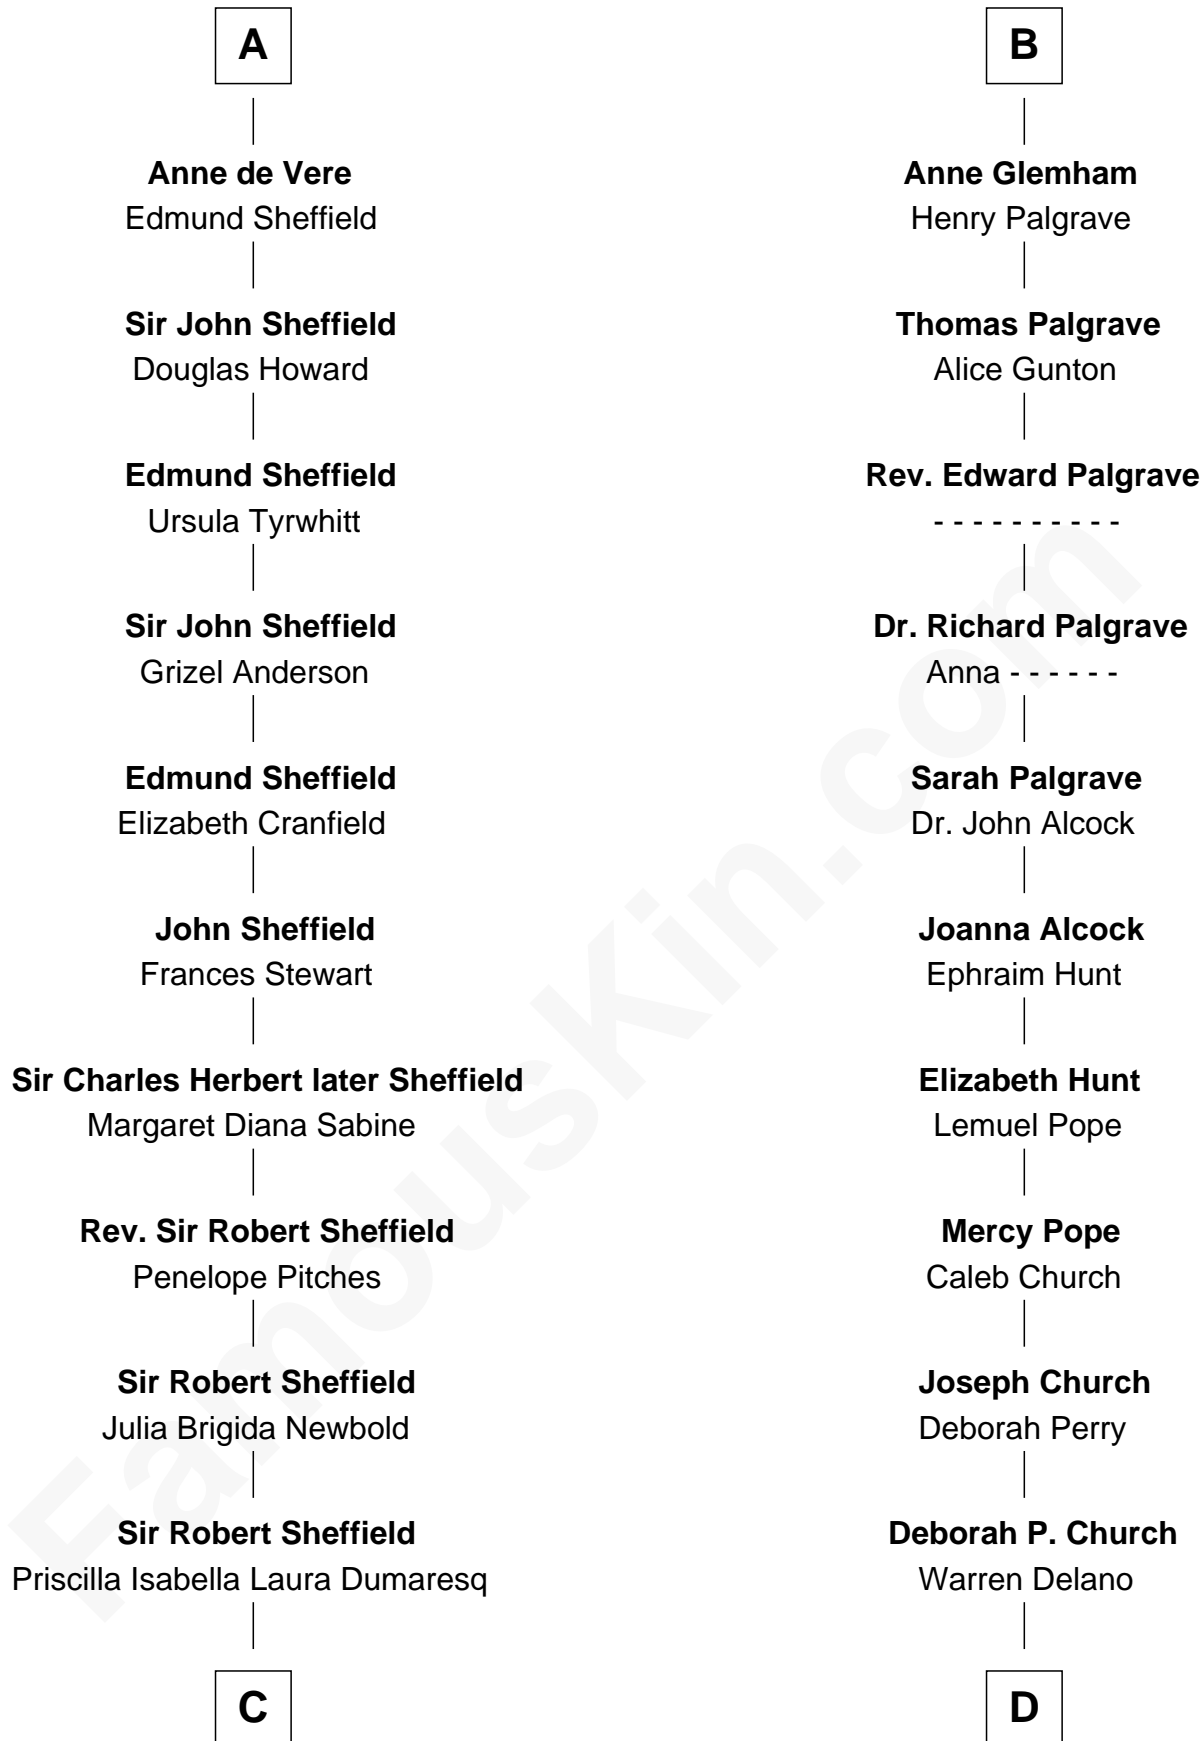 A
Anne de Vere
Edmund Sheffield
Sir John Sheffield
Douglas Howard
Edmund Sheffield
Ursula Tyrwhitt
Sir John Sheffield
Grizel Anderson
Edmund Sheffield
Elizabeth Cranfield
John Sheffield
Frances Stewart
Sir Charles Herbert later Sheffield
Margaret Diana Sabine
Rev. Sir Robert Sheffield
Penelope Pitches
Sir Robert Sheffield
Julia Brigida Newbold
Sir Robert Sheffield
Priscilla Isabella Laura Dumaresq
C
B
Anne Glemham
Henry Palgrave
Thomas Palgrave
Alice Gunton
Rev. Edward Palgrave
- - - - - - - - - -
Dr. Richard Palgrave
Anna - - - - - -
Sarah Palgrave
Dr. John Alcock
Joanna Alcock
Ephraim Hunt
Elizabeth Hunt
Lemuel Pope
Mercy Pope
Caleb Church
Joseph Church
Deborah Perry
Deborah P. Church
Warren Delano
D
FamousKin.com